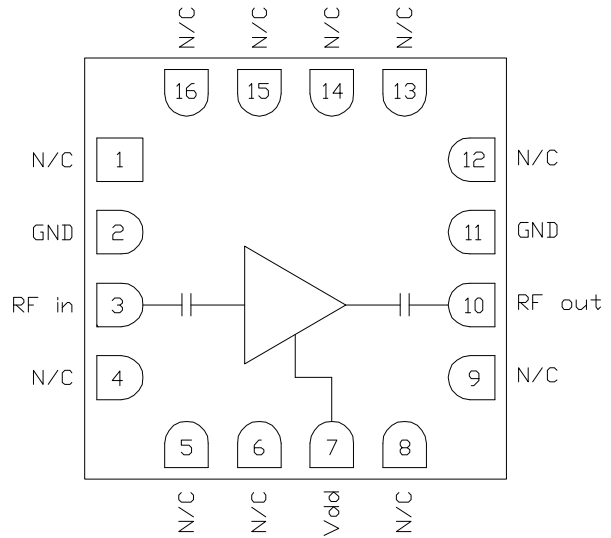 N/C N/C N/C N/C
16 15 14 13
N/C 1 12 N/C
GND 2 11 GND
RF in 3 10 RF out
N/C 4 9 N/C
5 6 7 8
N/C N/C Vdd N/C